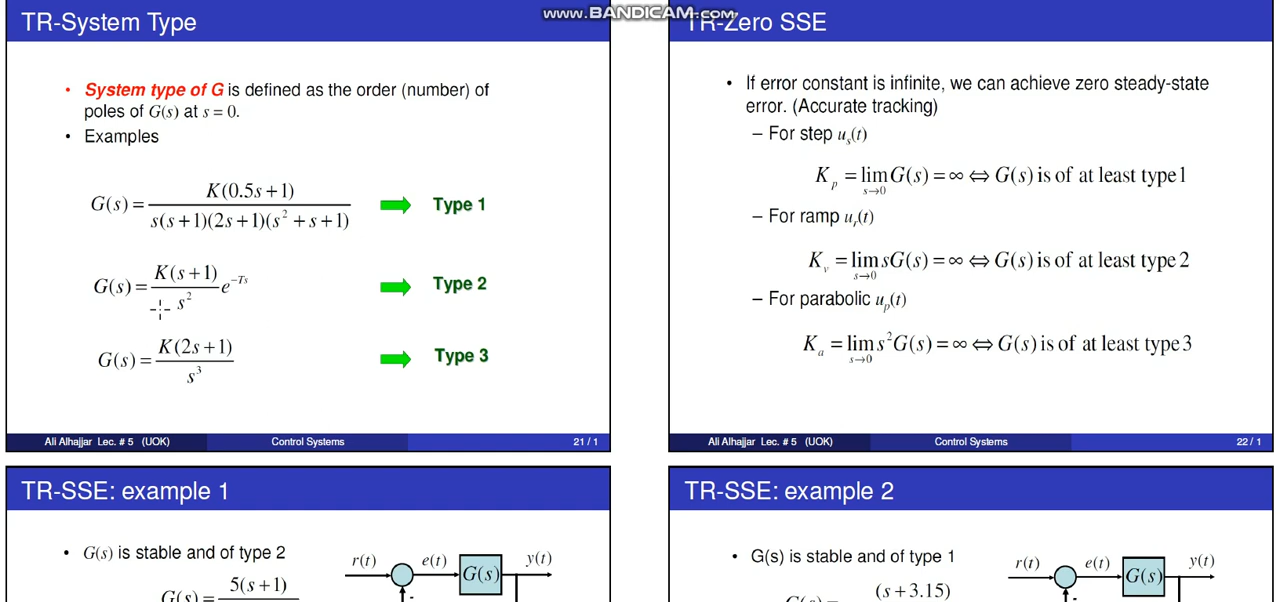 www.BANDICAM.com
TR-System Type
• System type of G is defined as the order (number) of
poles of G(s) at s = 0.
• Examples
G(s) = K(0.5s+1) / s(s+1)(2s+1)(s²+s+1) Type 1
G(s) = K(s+1) / s² e^−Ts Type 2
G(s) = K(2s+1) / s³ Type 3
Ali Alhajjar Lec. # 5 (UOK) Control Systems 21 / 1
TR-Zero SSE
• If error constant is infinite, we can achieve zero steady-state
error. (Accurate tracking)
– For step uₛ(t)
K_p = lim s→0 G(s) = ∞ ⇔ G(s) is of at least type 1
– For ramp uᵣ(t)
K_v = lim s→0 sG(s) = ∞ ⇔ G(s) is of at least type 2
– For parabolic u_p(t)
K_a = lim s→0 s²G(s) = ∞ ⇔ G(s) is of at least type 3
Ali Alhajjar Lec. # 5 (UOK) Control Systems 22 / 1
TR-SSE: example 1
• G(s) is stable and of type 2
r(t) e(t) G(s) y(t)
-
5(s+1)
G(s) =
TR-SSE: example 2
• G(s) is stable and of type 1
r(t) e(t) G(s) y(t)
-
(s+3.15)